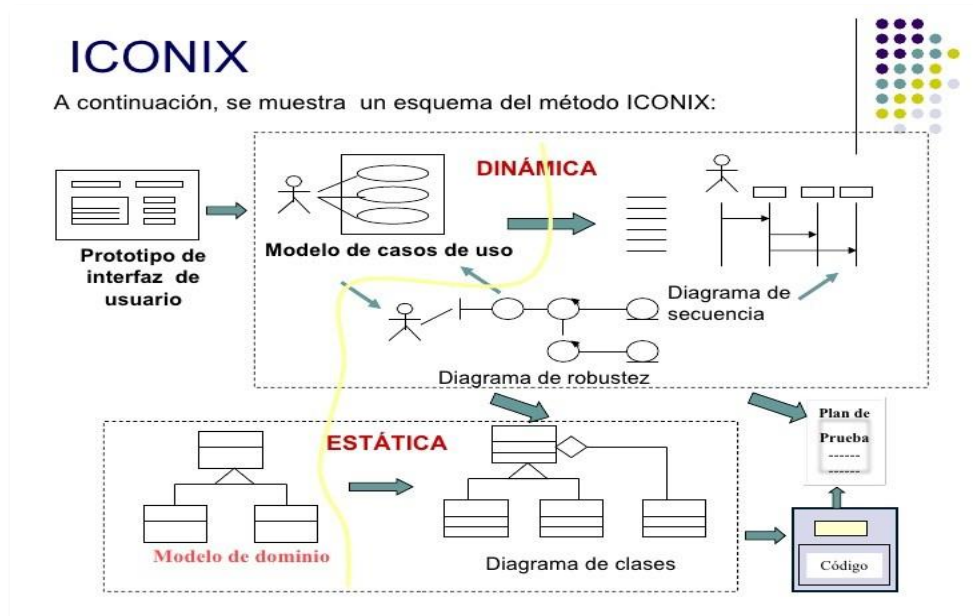 ICONIX
A continuación, se muestra un esquema del método ICONIX:
DINÁMICA
Prototipo de
interfaz de
usuario
Modelo de casos de uso
Diagrama de
secuencia
Diagrama de robustez
ESTÁTICA
Modelo de dominio
Diagrama de clases
Plan de
Prueba
------
------
Código